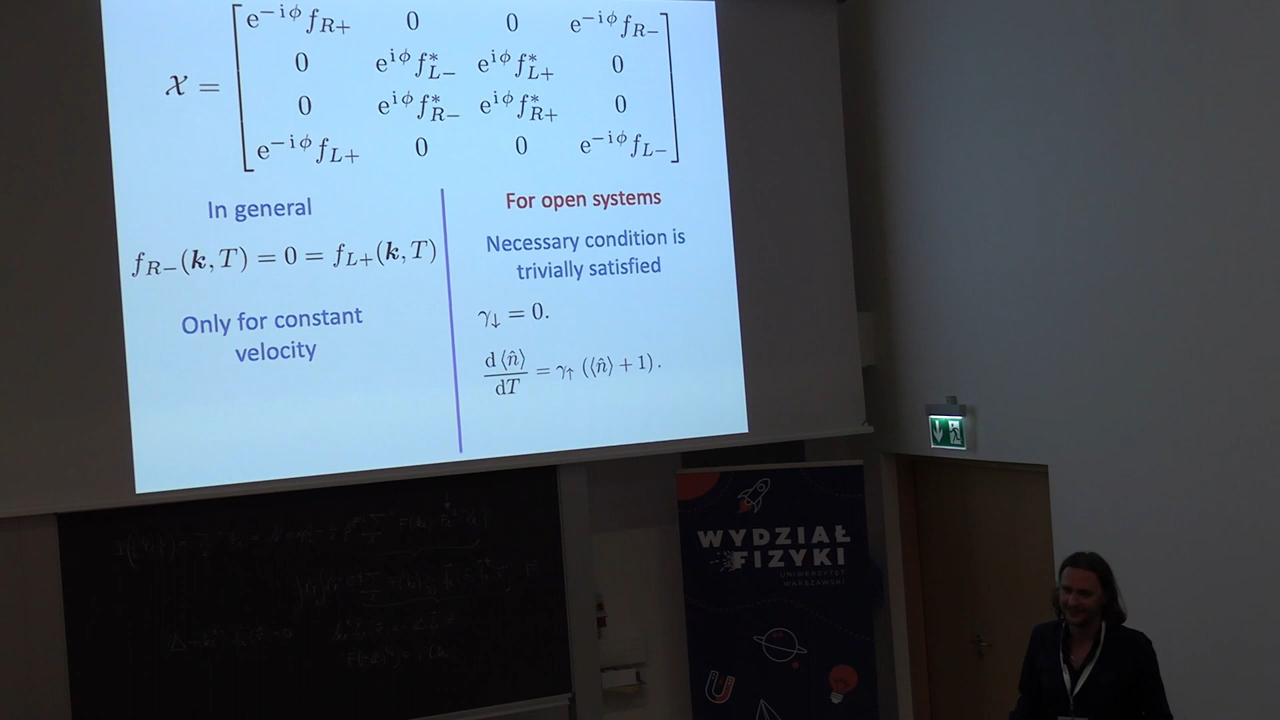 𝒳 = [ e^{-iφ} f_{R+} 0 0 e^{-iφ} f_{R-}
0 e^{iφ} f^*_{L-} e^{iφ} f^*_{L+} 0
0 e^{iφ} f^*_{R-} e^{iφ} f^*_{R+} 0
e^{-iφ} f_{L+} 0 0 e^{-iφ} f_{L-} ]
In general
f_{R-}(k, T) = 0 = f_{L+}(k, T)
Only for constant
velocity
For open systems
Necessary condition is
trivially satisfied
γ↓ = 0.
d⟨n̂⟩/dT = γ↑ (⟨n̂⟩ + 1).
WYDZIAŁ
FIZYKI
UNIWERSYTET
WARSZAWSKI